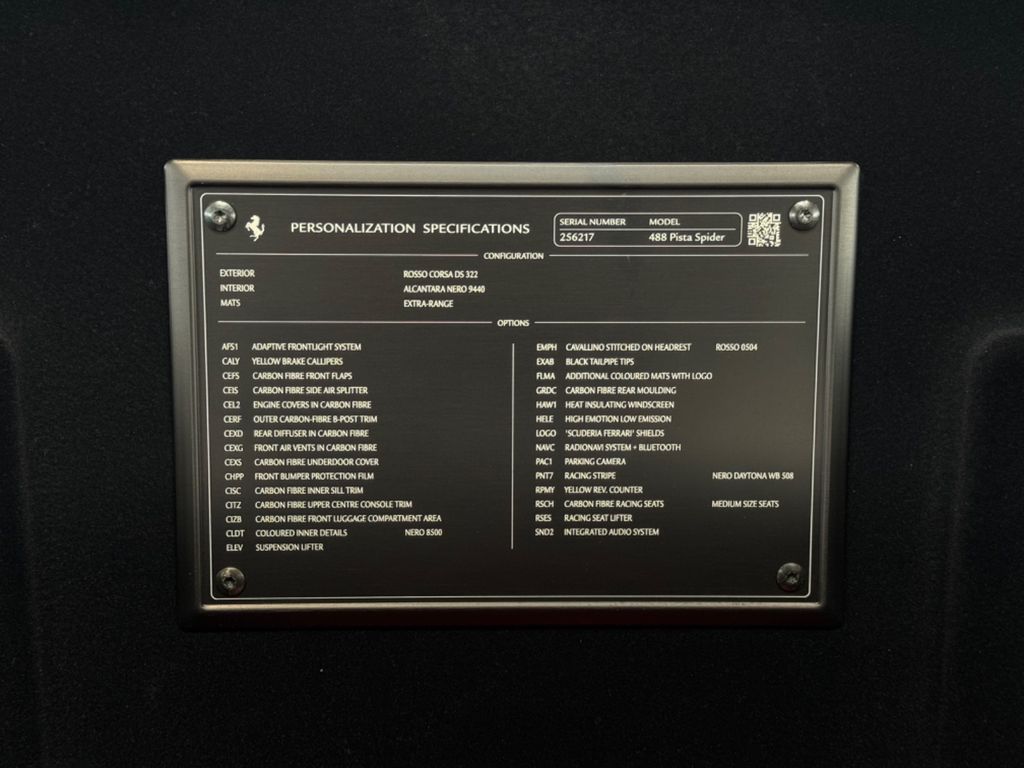 PERSONALIZATION SPECIFICATIONS
SERIAL NUMBER MODEL
256217 488 Pista Spider
CONFIGURATION
EXTERIOR ROSSO CORSA DS 322
INTERIOR ALCANTARA NERO 9440
MATS EXTRA-RANGE
OPTIONS
AFS1 ADAPTIVE FRONTLIGHT SYSTEM
CALY YELLOW BRAKE CALLIPERS
CEFS CARBON FIBRE FRONT FLAPS
CEIS CARBON FIBRE SIDE AIR SPLITTER
CEL2 ENGINE COVERS IN CARBON FIBRE
CERF OUTER CARBON-FIBRE B-POST TRIM
CEXD REAR DIFFUSER IN CARBON FIBRE
CEXG FRONT AIR VENTS IN CARBON FIBRE
CEXS CARBON FIBRE UNDERDOOR COVER
CHPP FRONT BUMPER PROTECTION FILM
CISC CARBON FIBRE INNER SILL TRIM
CITZ CARBON FIBRE UPPER CENTRE CONSOLE TRIM
CIZB CARBON FIBRE FRONT LUGGAGE COMPARTMENT AREA
CLDT COLOURED INNER DETAILS NERO 8500
ELEV SUSPENSION LIFTER
EMPH CAVALLINO STITCHED ON HEADREST ROSSO 0504
EXAB BLACK TAILPIPE TIPS
FLMA ADDITIONAL COLOURED MATS WITH LOGO
GRDC CARBON FIBRE REAR MOULDING
HAW1 HEAT INSULATING WINDSCREEN
HELE HIGH EMOTION LOW EMISSION
LOGO 'SCUDERIA FERRARI' SHIELDS
NAVC RADIONAVI SYSTEM + BLUETOOTH
PAC1 PARKING CAMERA
PNT7 RACING STRIPE NERO DAYTONA WB 508
RPMY YELLOW REV. COUNTER
RSCH CARBON FIBRE RACING SEATS MEDIUM SIZE SEATS
RSES RACING SEAT LIFTER
SND2 INTEGRATED AUDIO SYSTEM